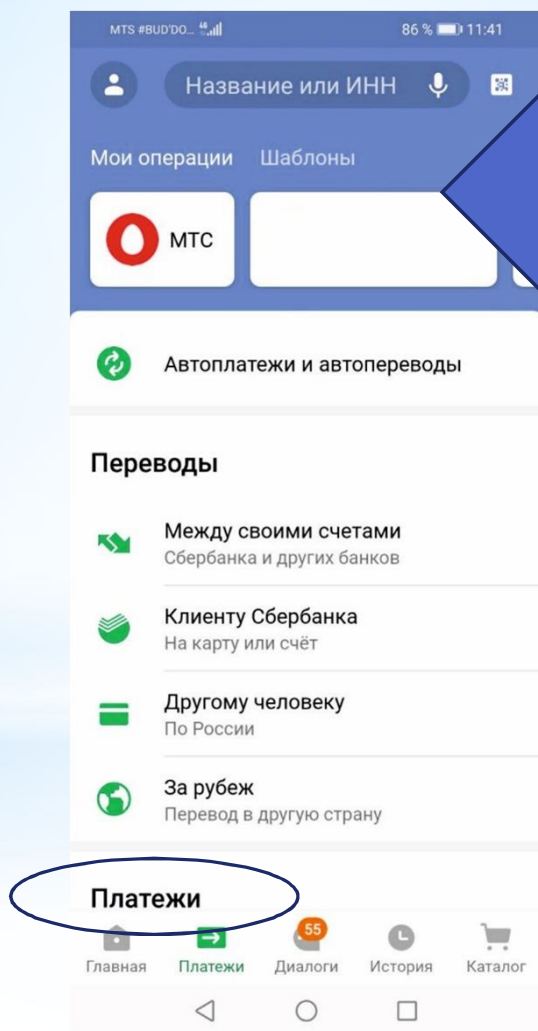 MTS #BUD'DO... 46 86 % 11:41
Название или ИНН
Мои операции Шаблоны
МТС
Автоплатежи и автопереводы
Переводы
Между своими счетами
Сбербанка и других банков
Клиенту Сбербанка
На карту или счёт
Другому человеку
По России
За рубеж
Перевод в другую страну
Платежи
55
Главная Платежи Диалоги История Каталог